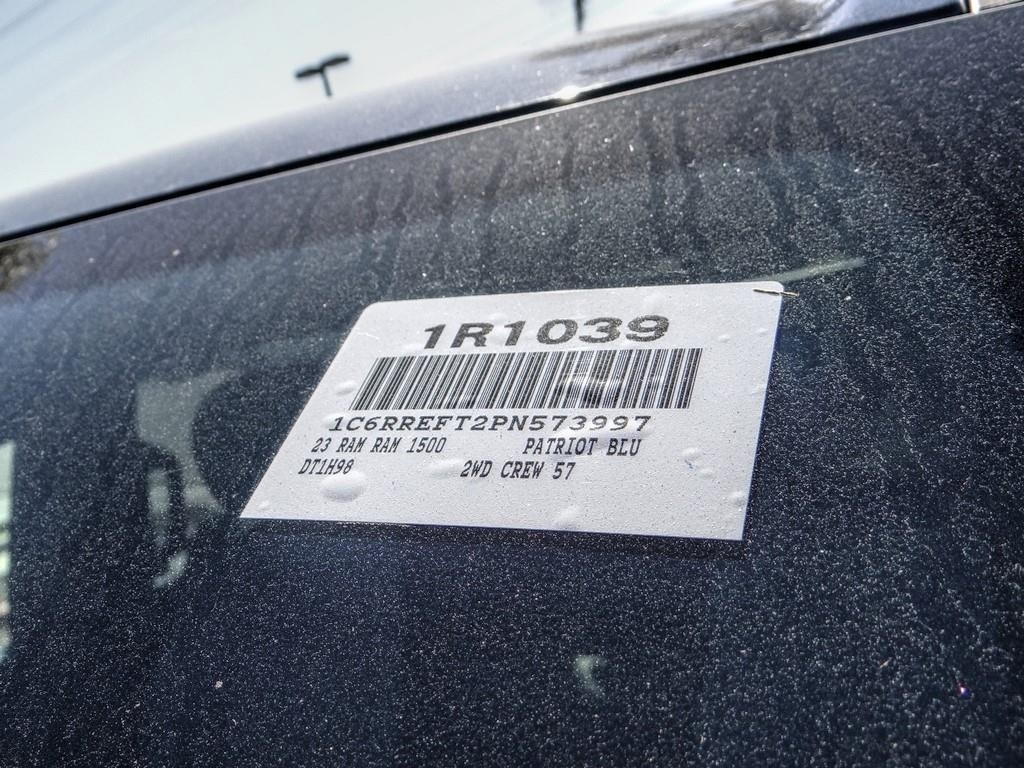 1R1039
1C6RREFT2PN573997
23 RAM RAM 1500 PATRIOT BLU
DT1H98 2WD CREW 57